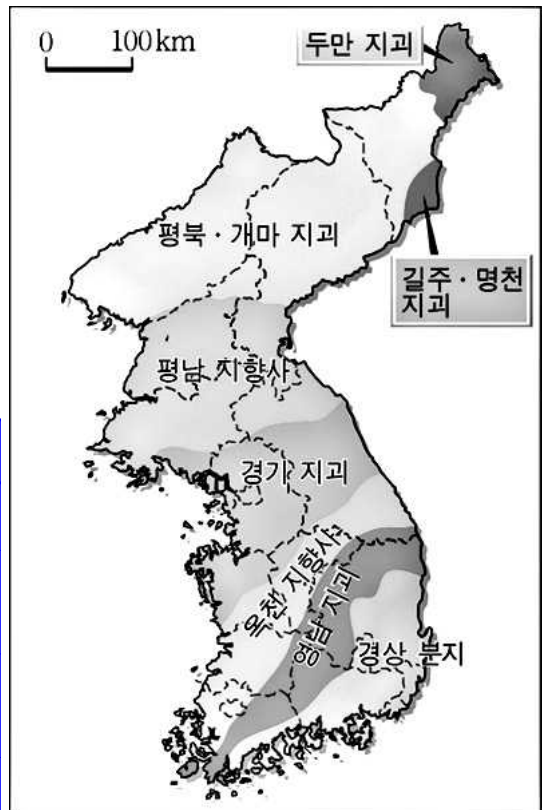 0 100 km
두만 지괴
평북 · 개마 지괴
길주 · 명천
지괴
평남 지향사
경기 지괴
옥천 지향사
영남 지괴
경상 분지